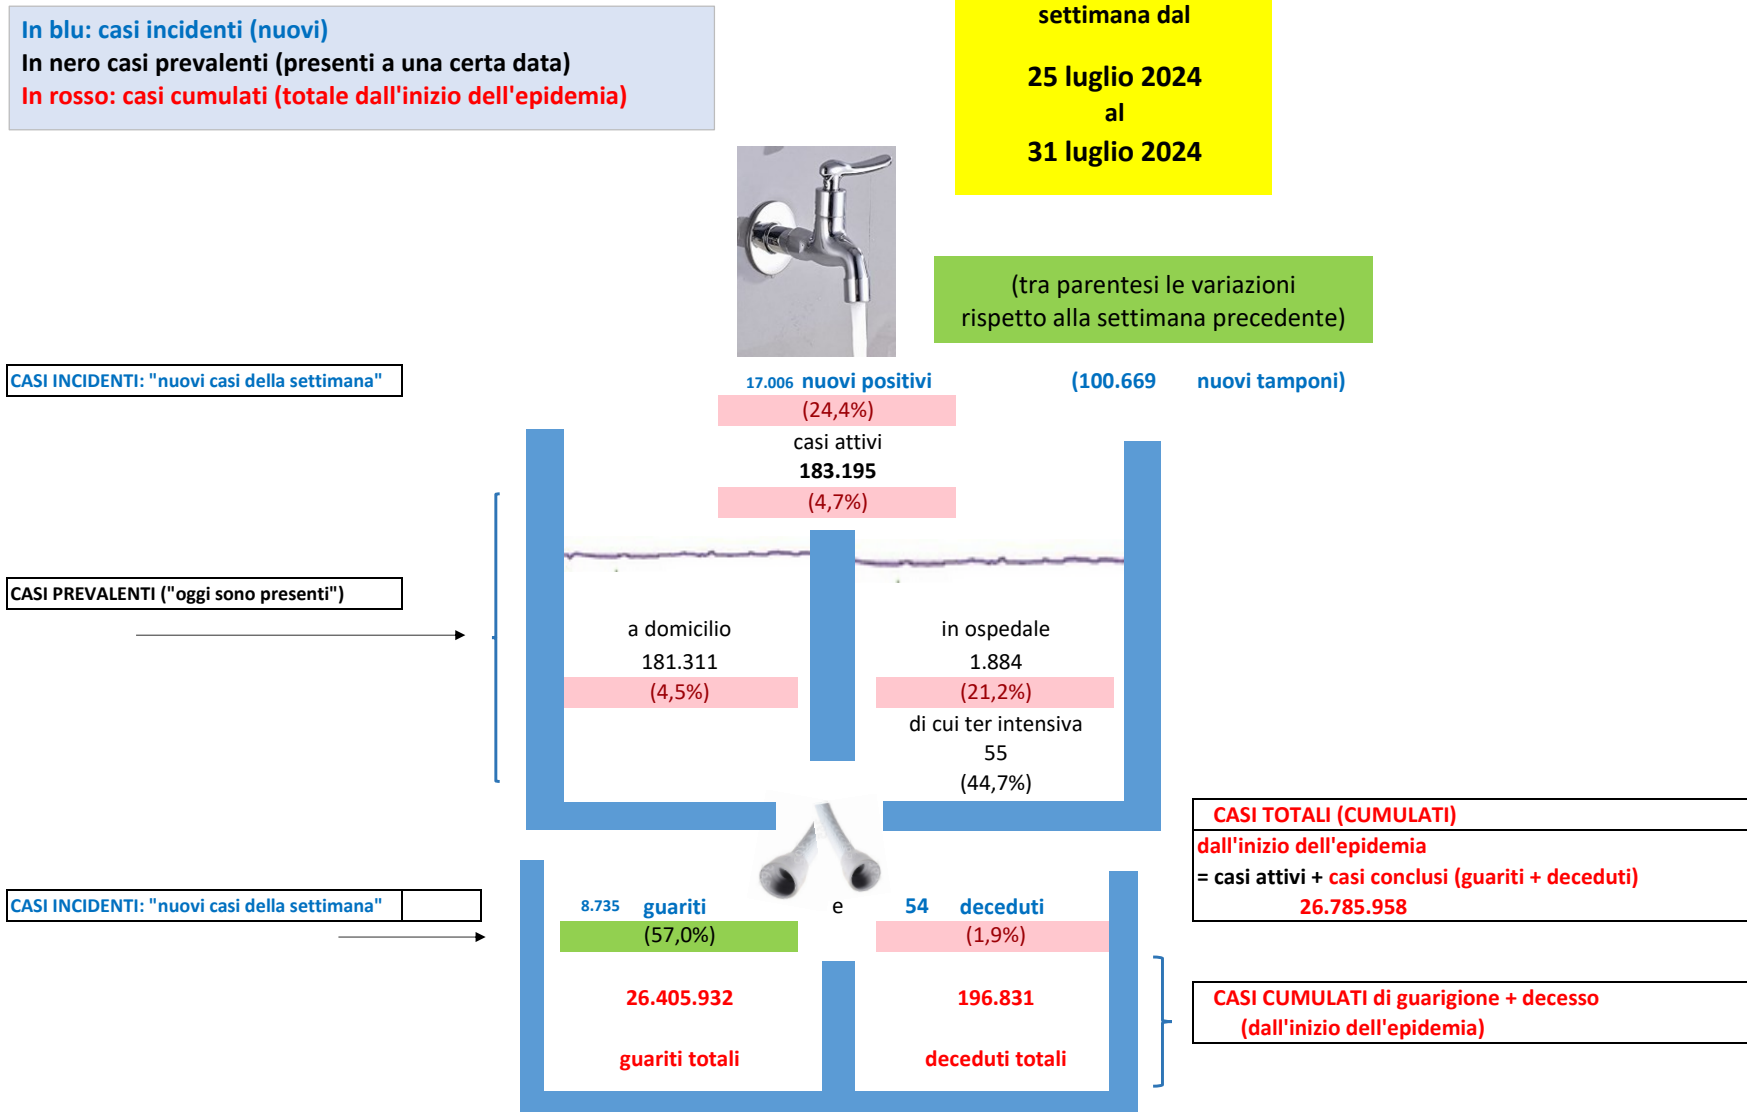 In blu: casi incidenti (nuovi)
In nero casi prevalenti (presenti a una certa data)
In rosso: casi cumulati (totale dall'inizio dell'epidemia)
settimana dal
25 luglio 2024
al
31 luglio 2024
(tra parentesi le variazioni
rispetto alla settimana precedente)
CASI INCIDENTI: "nuovi casi della settimana"
17.006 nuovi positivi
(100.669 nuovi tamponi)
(24,4%)
casi attivi
183.195
(4,7%)
CASI PREVALENTI ("oggi sono presenti")
a domicilio
181.311
(4,5%)
in ospedale
1.884
(21,2%)
di cui ter intensiva
55
(44,7%)
CASI TOTALI (CUMULATI)
dall'inizio dell'epidemia
= casi attivi + casi conclusi (guariti + deceduti)
26.785.958
CASI INCIDENTI: "nuovi casi della settimana"
8.735 guariti e 54 deceduti
(57,0%)
(1,9%)
26.405.932
guariti totali
196.831
deceduti totali
CASI CUMULATI di guarigione + decesso
(dall'inizio dell'epidemia)